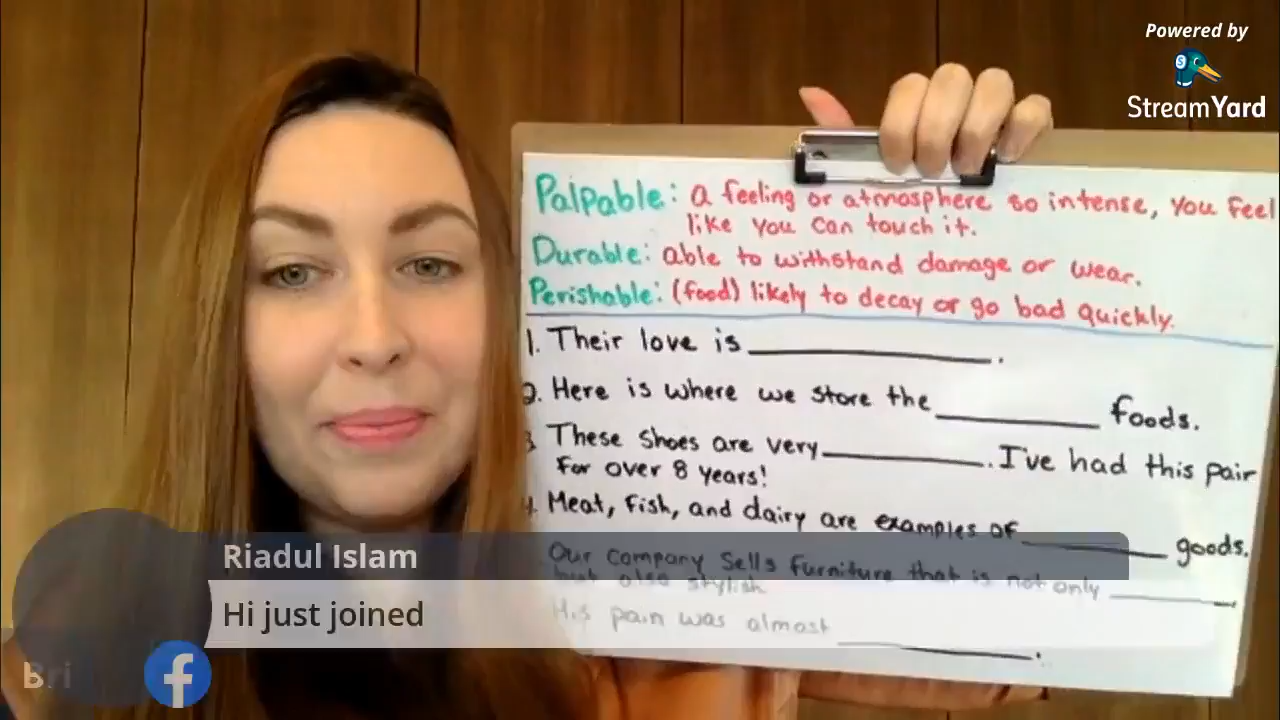 Powered by
StreamYard
Palpable: a feeling or atmosphere so intense, you feel
like you can touch it.
Durable: able to withstand damage or wear.
Perishable: (food) likely to decay or go bad quickly.
1. Their love is ____________.
2. Here is where we store the ________ foods.
3 These shoes are very ________. I've had this pair
for over 8 years!
4. Meat, fish, and dairy are examples of ________ goods.
Our company sells furniture that is not only ________
but also stylish
His pain was almost ________.
Riadul Islam
Hi just joined
Bri